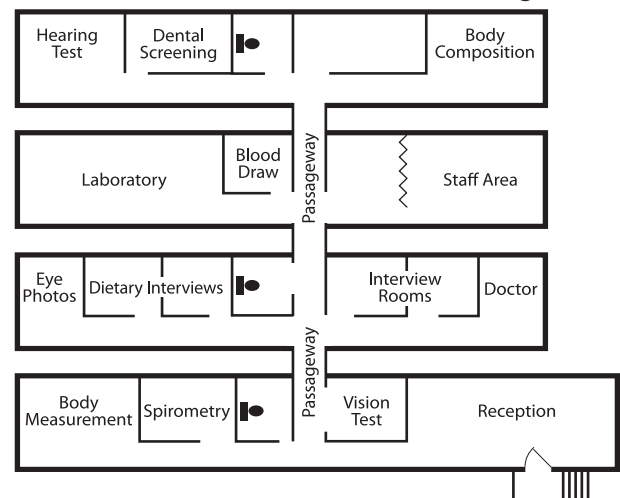 Hearing
Test
Dental
Screening
Body
Composition
Passageway
Laboratory
Blood
Draw
Staff Area
Eye
Photos
Dietary Interviews
Interview
Rooms
Doctor
Passageway
Body
Measurement
Spirometry
Vision
Test
Reception